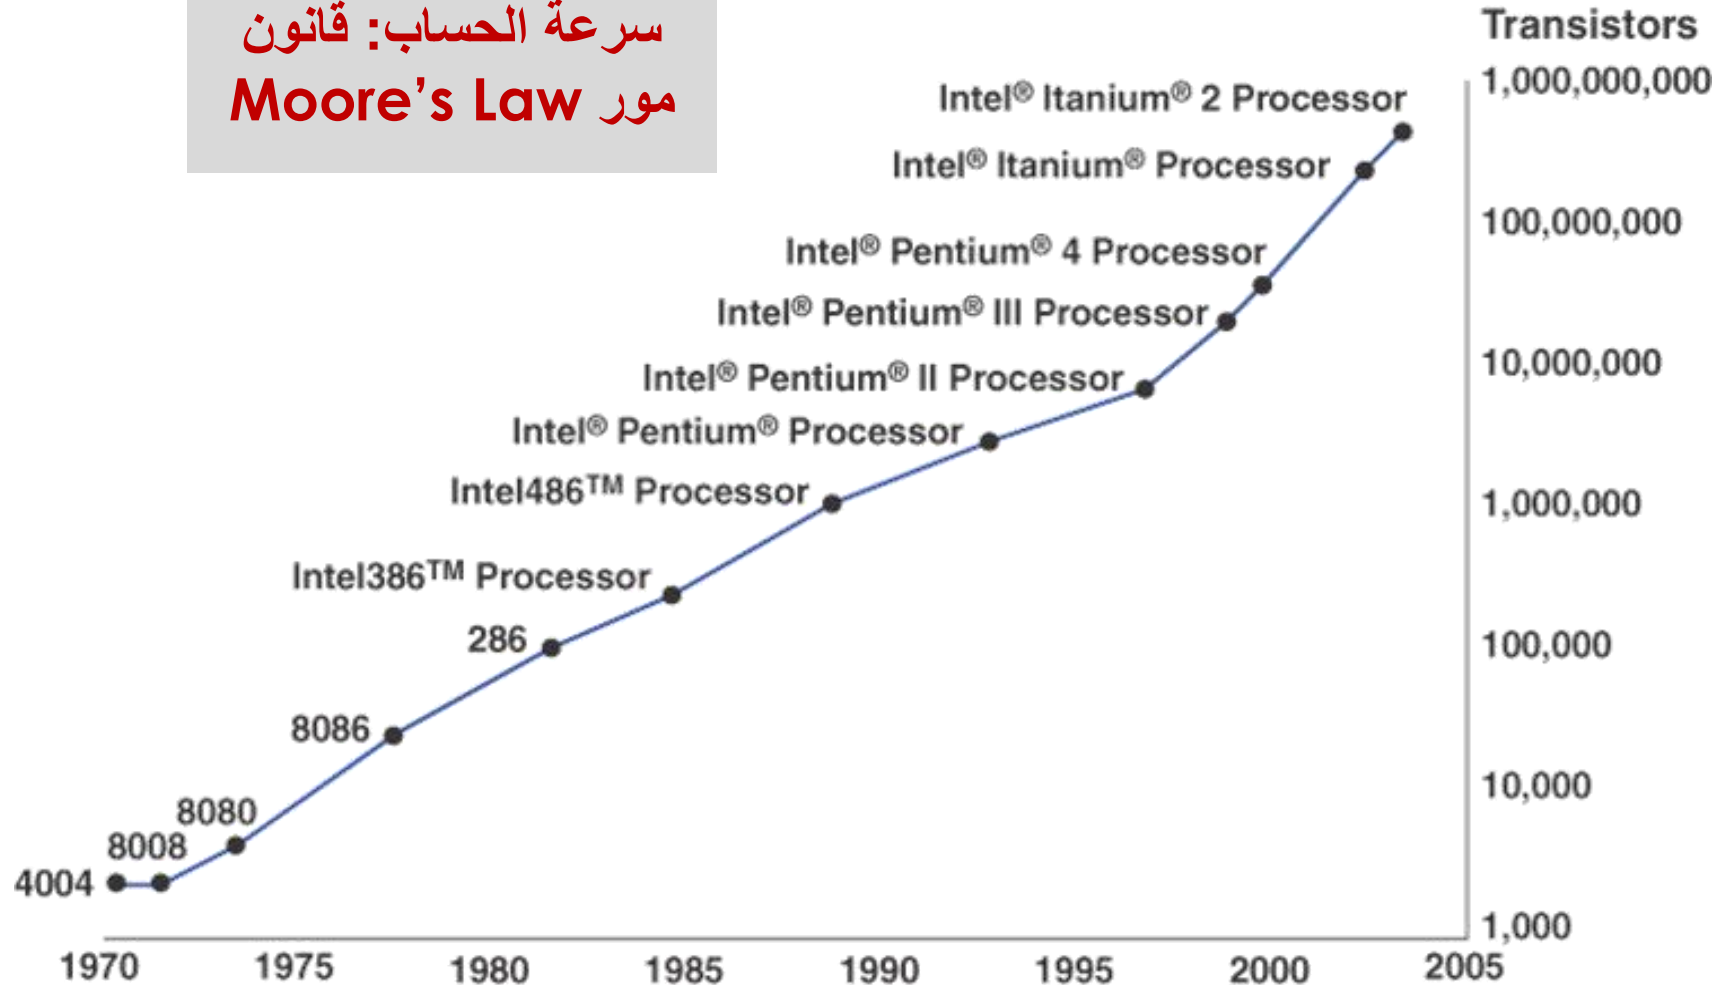 سرعة الحساب: قانون
مور Moore’s Law
Transistors
1,000,000,000
Intel® Itanium® 2 Processor
Intel® Itanium® Processor
100,000,000
Intel® Pentium® 4 Processor
Intel® Pentium® III Processor
10,000,000
Intel® Pentium® II Processor
Intel® Pentium® Processor
Intel486™ Processor
1,000,000
Intel386™ Processor
286
100,000
8086
10,000
8080
8008
4004
1,000
1970 1975 1980 1985 1990 1995 2000 2005